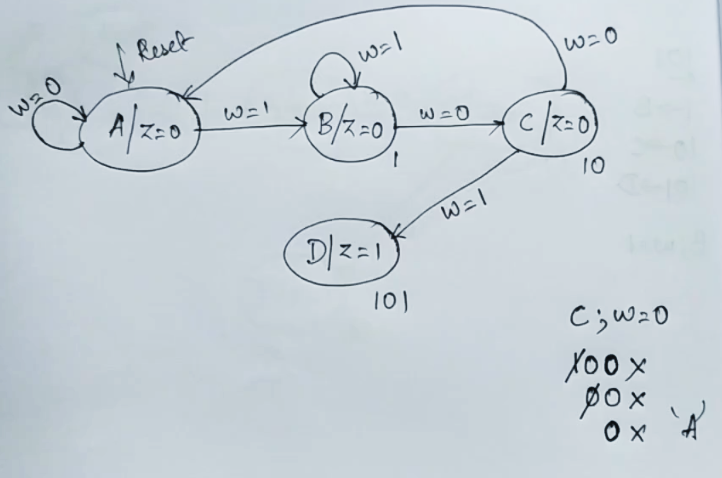 Reset
w=0
w=1
w=0
A/z=0
w=1
B/z=0
w=0
C/z=0
1
10
w=1
D/z=1
101
C;w=0
100x
00x
0x 'A'